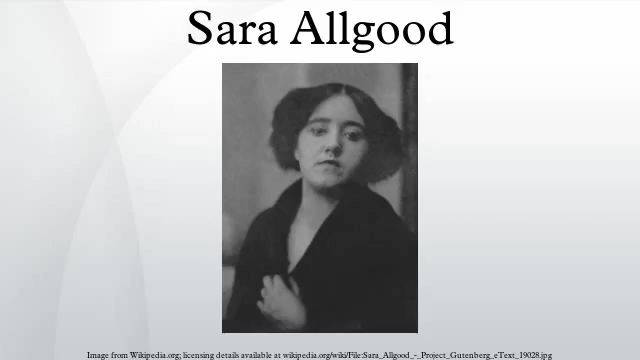 Sara Allgood
Image from Wikipedia.org; licensing details available at wikipedia.org/wiki/File:Sara_Allgood_-_Project_Gutenberg_eText_19028.jpg